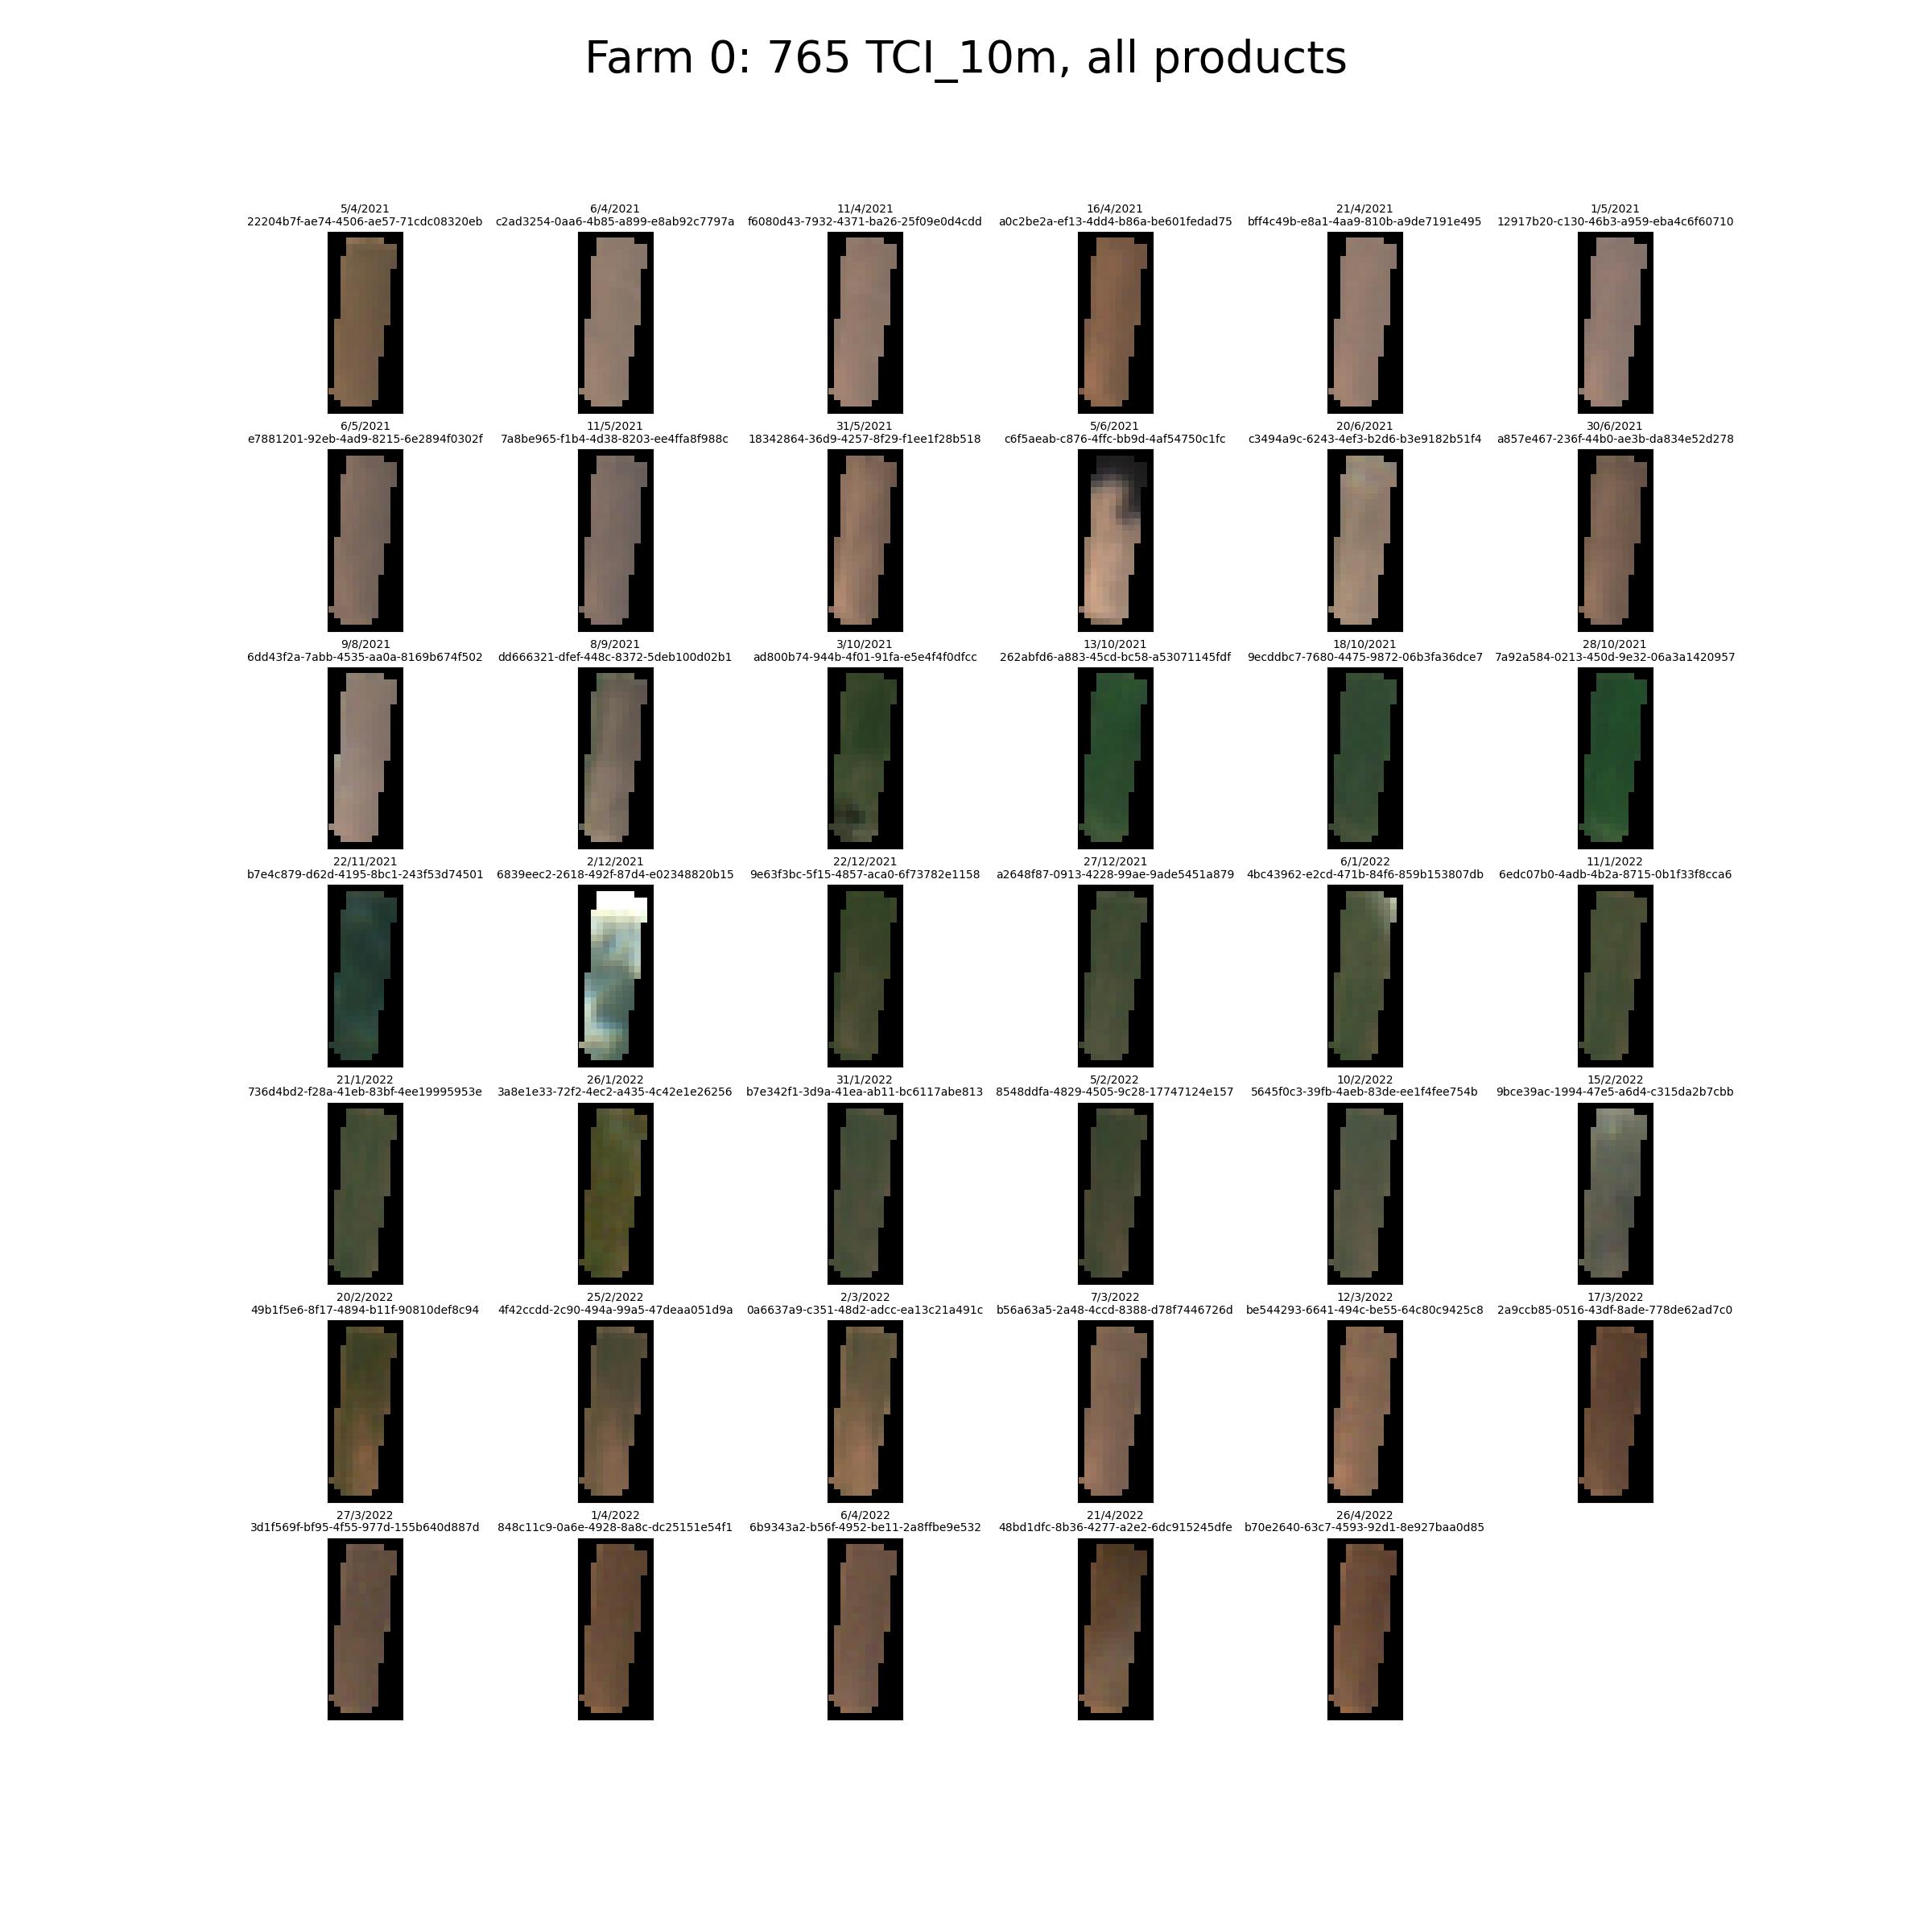 Farm 0: 765 TCI_10m, all products
5/4/2021 6/4/2021 11/4/2021 16/4/2021 21/4/2021 1/5/2021
22204b7f-ae74-4506-ae57-71cdc08320eb c2ad3254-0aa6-4b85-a899-e8ab92c7797a f6080d43-7932-4371-ba26-25f09e0d4cdd a0c2be2a-ef13-4dd4-b86a-be601fedad75 bff4c49b-e8a1-4aa9-810b-a9de7191e495 12917b20-c130-46b3-a959-eba4c6f60710
6/5/2021 11/5/2021 31/5/2021 5/6/2021 20/6/2021 30/6/2021
e7881201-92eb-4ad9-8215-6e2894f0302f 7a8be965-f1b4-4d38-8203-ee4ffa8f988c 18342864-36d9-4257-8f29-f1ee1f28b518 c6f5aeab-c876-4ffc-bb9d-4af54750c1fc c3494a9c-6243-4ef3-b2d6-b3e9182b51f4 a857e467-236f-44b0-ae3b-da834e52d278
9/8/2021 8/9/2021 3/10/2021 13/10/2021 18/10/2021 28/10/2021
6dd43f2a-7abb-4535-aa0a-8169b674f502 dd666321-dfef-448c-8372-5deb100d02b1 ad800b74-944b-4f01-91fa-e5e4f4f0dfcc 262abfd6-a883-45cd-bc58-a53071145fdf 9ecddbc7-7680-4475-9872-06b3fa36dce7 7a92a584-0213-450d-9e32-06a3a1420957
22/11/2021 2/12/2021 22/12/2021 27/12/2021 6/1/2022 11/1/2022
b7e4c879-d62d-4195-8bc1-243f53d74501 6839eec2-2618-492f-87d4-e02348820b15 9e63f3bc-5f15-4857-aca0-6f73782e1158 a2648f87-0913-4228-99ae-9ade5451a879 4bc43962-e2cd-471b-84f6-859b153807db 6edc07b0-4adb-4b2a-8715-0b1f33f8cca6
21/1/2022 26/1/2022 31/1/2022 5/2/2022 10/2/2022 15/2/2022
736d4bd2-f28a-41eb-83bf-4ee19995953e 3a8e1e33-72f2-4ec2-a435-4c42e1e26256 b7e342f1-3d9a-41ea-ab11-bc6117abe813 8548ddfa-4829-4505-9c28-17747124e157 5645f0c3-39fb-4aeb-83de-ee1f4fee754b 9bce39ac-1994-47e5-a6d4-c315da2b7cbb
20/2/2022 25/2/2022 2/3/2022 7/3/2022 12/3/2022 17/3/2022
49b1f5e6-8f17-4894-b11f-90810def8c94 4f42ccdd-2c90-494a-99a5-47deaa051d9a 0a6637a9-c351-48d2-adcc-ea13c21a491c b56a63a5-2a48-4ccd-8388-d78f7446726d be544293-6641-494c-be55-64c80c9425c8 2a9ccb85-0516-43df-8ade-778de62ad7c0
27/3/2022 1/4/2022 6/4/2022 21/4/2022 26/4/2022
3d1f569f-bf95-4f55-977d-155b640d887d 848c11c9-0a6e-4928-8a8c-dc25151e54f1 6b9343a2-b56f-4952-be11-2a8ffbe9e532 48bd1dfc-8b36-4277-a2e2-6dc915245dfe b70e2640-63c7-4593-92d1-8e927baa0d85